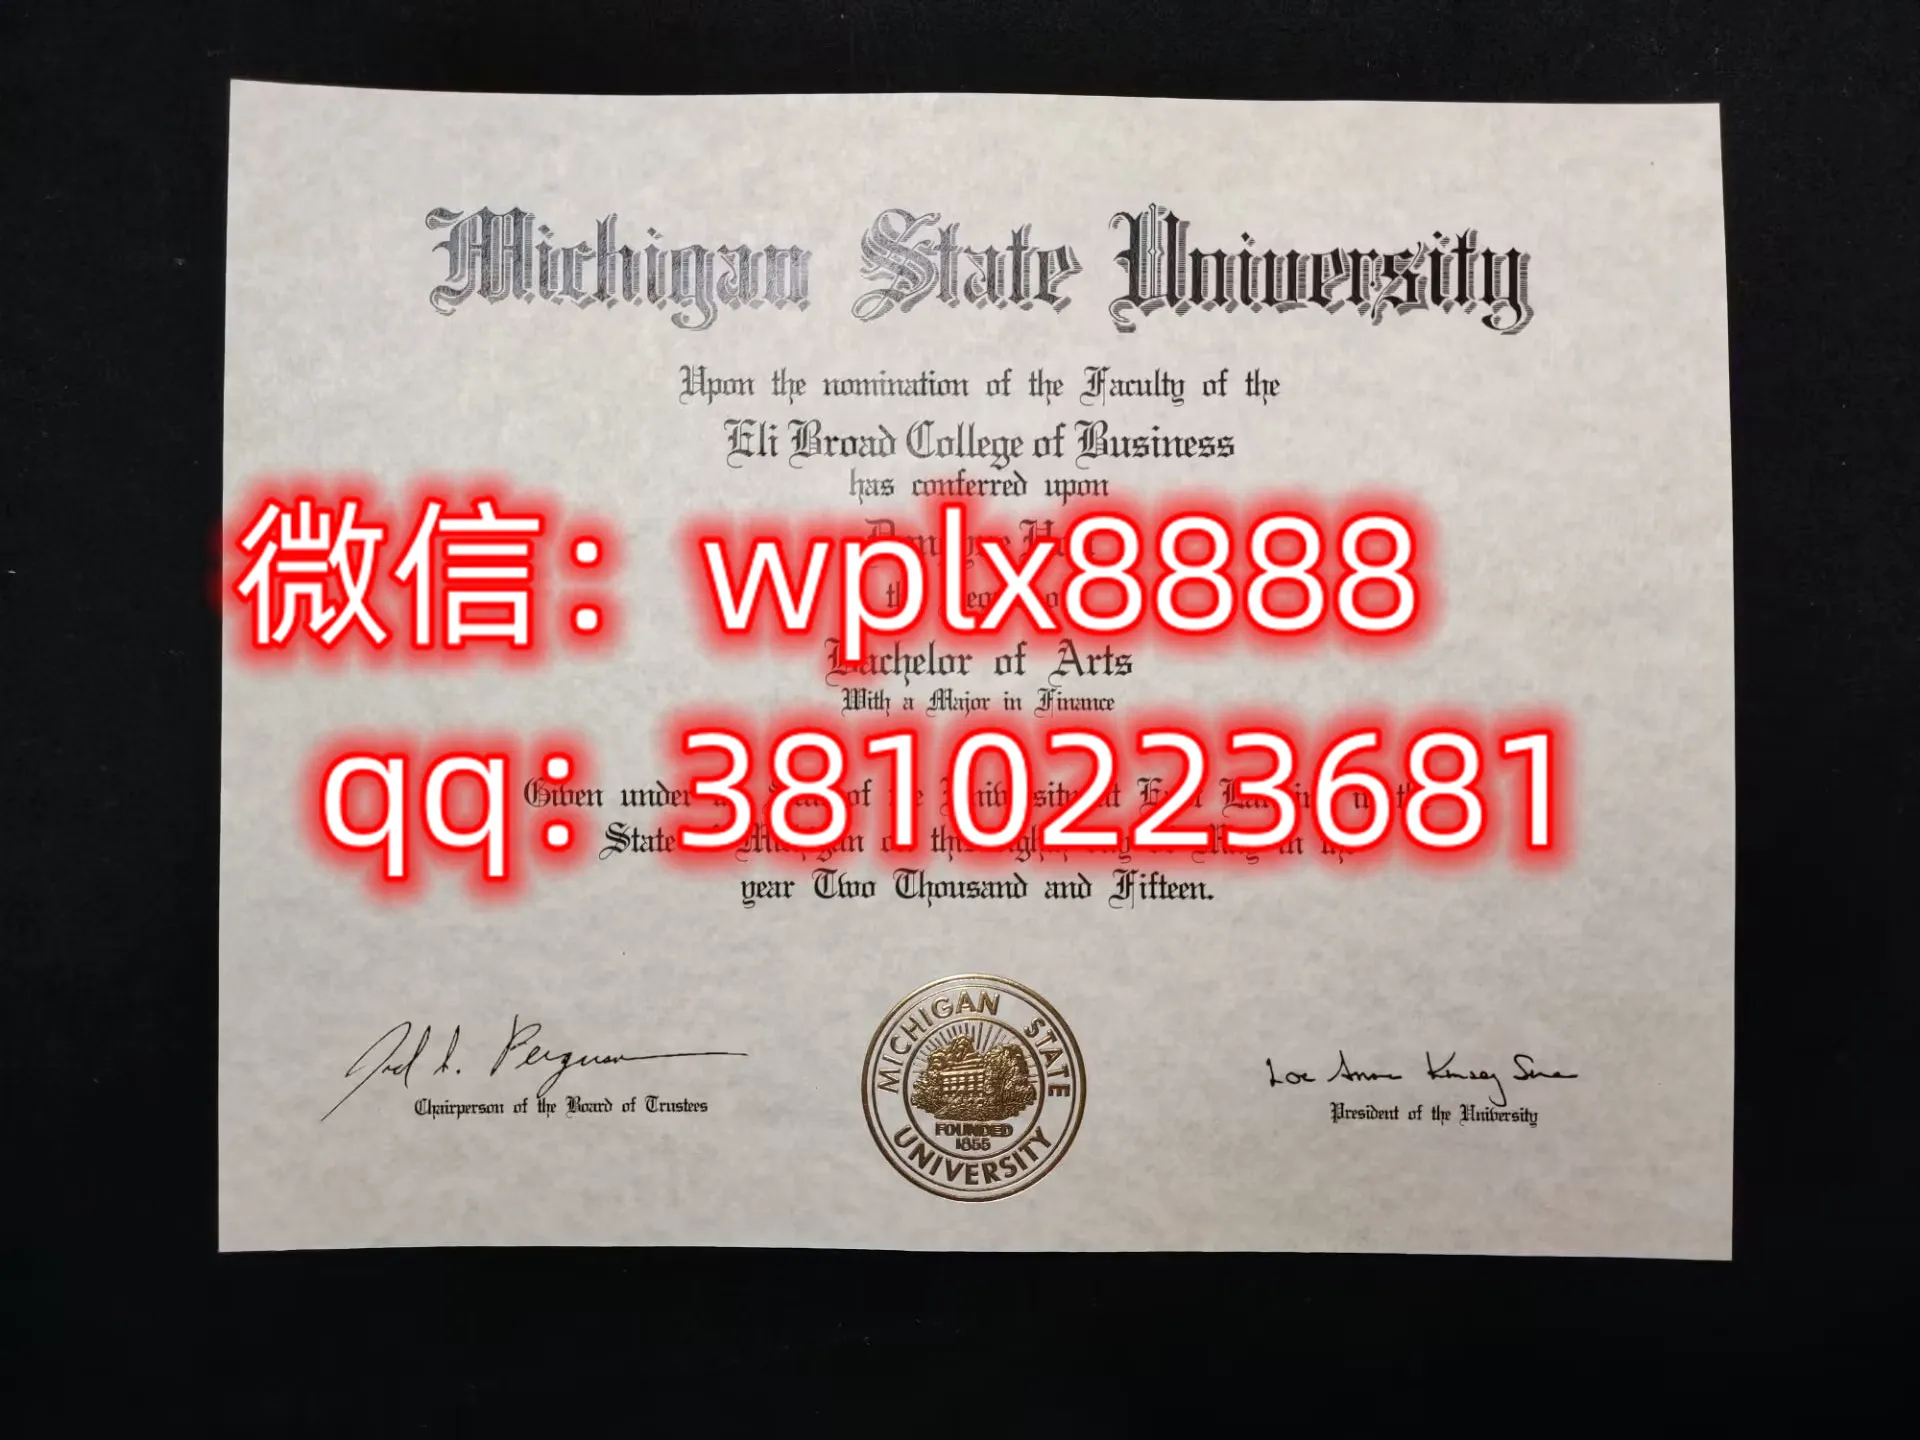 Michigan State University
Upon the nomination of the Faculty of the
Eli Broad College of Business
has conferred upon
微信：wplx8888
Bachelor of Arts
With a Major in Finance
qq：3810223681
Given under of
State
year Two Thousand and Fifteen.
MICHIGAN STATE
UNIVERSITY
FOUNDED
1855
Chairperson of the Board of Trustees
President of the University